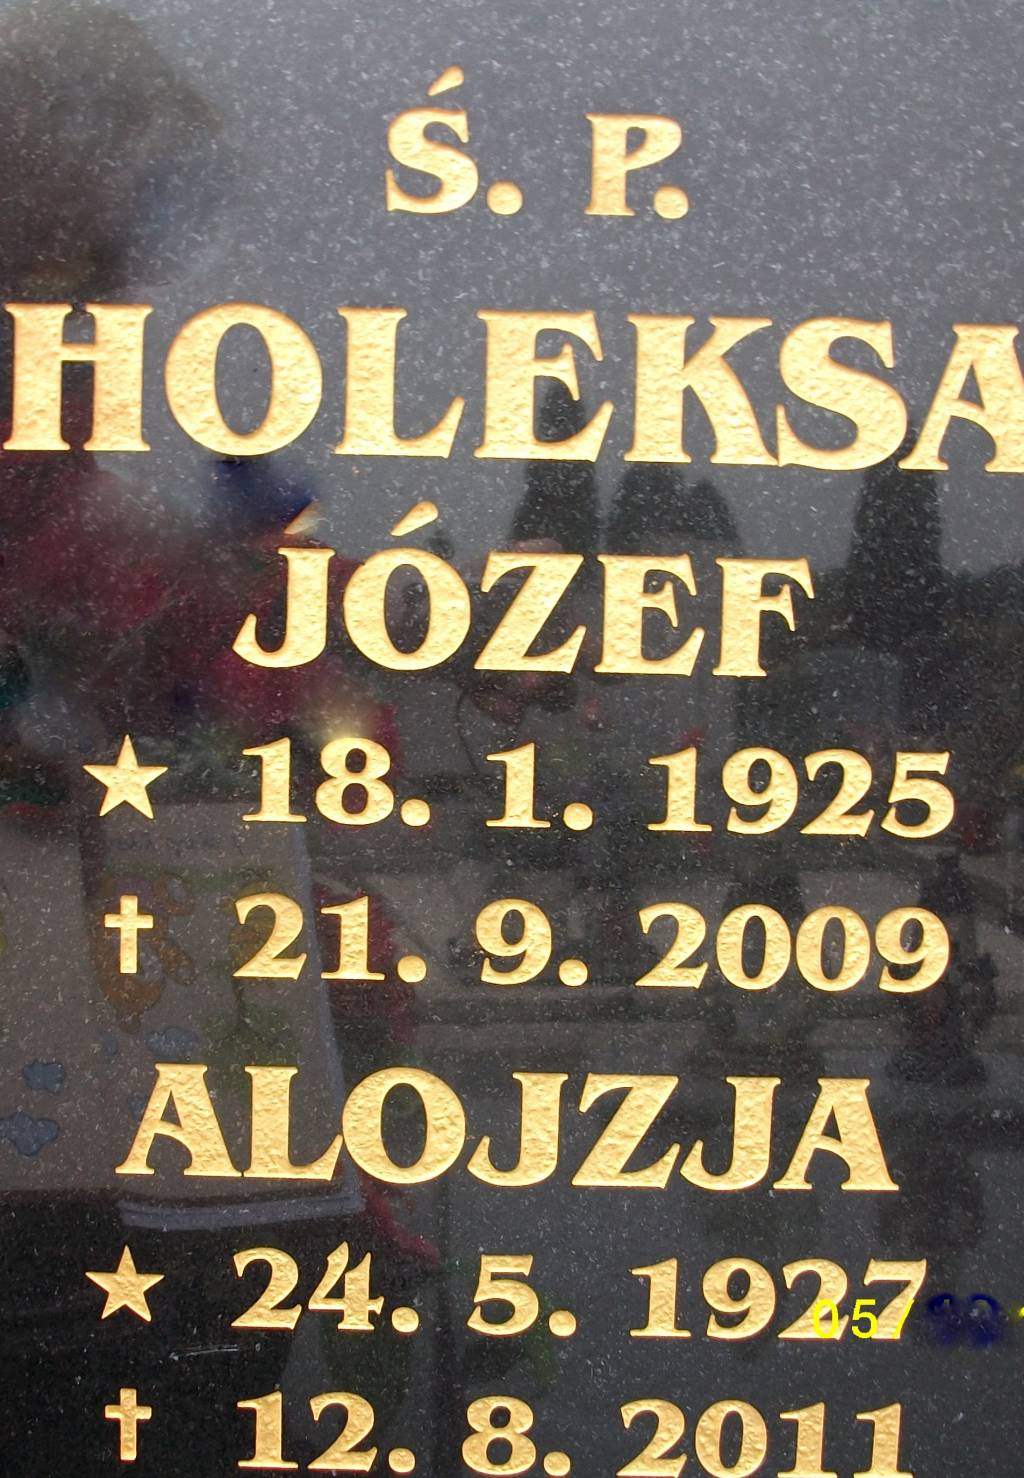 Ś. P.
HOLEKSA
JÓZEF
★ 18. 1. 1925
✝ 21. 9. 2009
ALOJZJA
★ 24. 5. 1927
✝ 12. 8. 2011